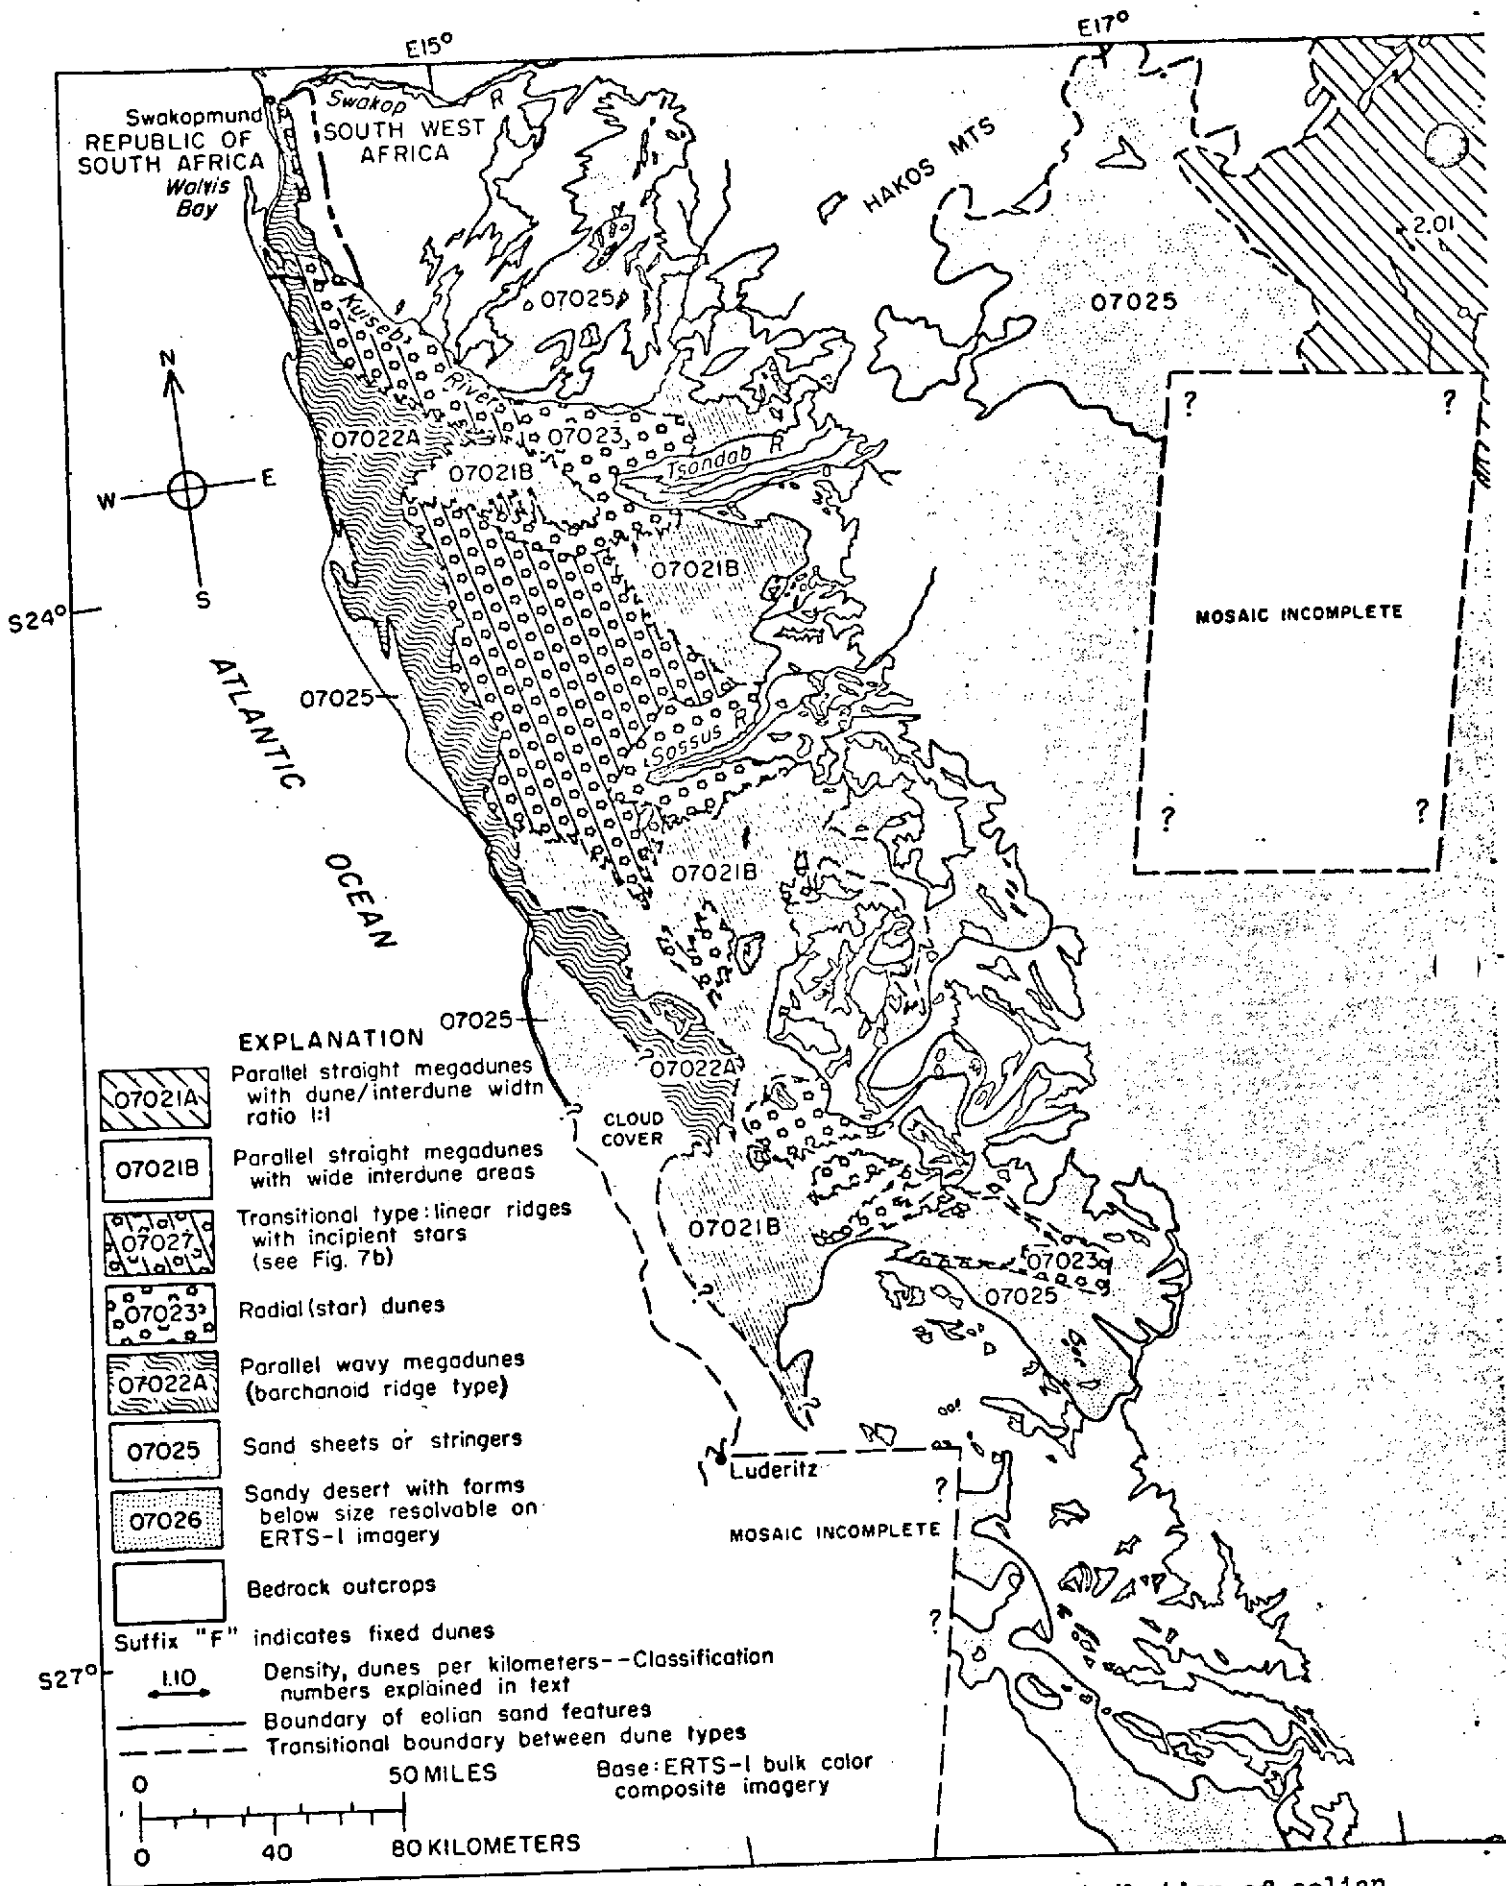 E15°
E17°
Swakopmund
REPUBLIC OF
SOUTH AFRICA
Walvis
Bay
Swakop R
SOUTH WEST
AFRICA
HAKOS MTS
2.01
07025
07025
Kuiseb
River
N
W
E
S
07022A
07023
07021B
Tsondab R
07021B
S24°
MOSAIC INCOMPLETE
?
?
?
?
ATLANTIC
OCEAN
07025
Sossus R
07021B
07025
07022A
CLOUD
COVER
?
07021B
?
07023
07025
Luderitz
MOSAIC INCOMPLETE
?
?
EXPLANATION
07021A
Parallel straight megadunes
with dune/interdune width
ratio 1:1
07021B
Parallel straight megadunes
with wide interdune areas
07027
Transitional type: linear ridges
with incipient stars
(see Fig. 7b)
07023
Radial (star) dunes
07022A
Parallel wavy megadunes
(barchanoid ridge type)
07025
Sand sheets or stringers
07026
Sandy desert with forms
below size resolvable on
ERTS-1 imagery
Bedrock outcrops
Suffix "F" indicates fixed dunes
S27°
1.10
Density, dunes per kilometers--Classification
numbers explained in text
Boundary of eolian sand features
Transitional boundary between dune types
0
50 MILES
Base: ERTS-1 bulk color
composite imagery
0
40
80 KILOMETERS
of eolian